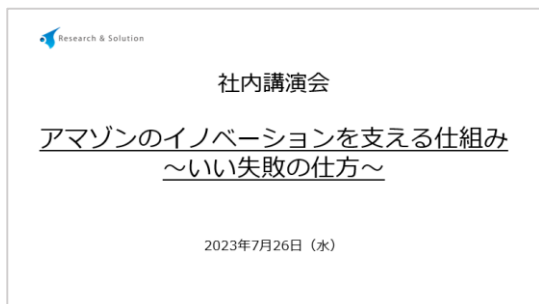 Research & Solution
社内講演会
アマゾンのイノベーションを支える仕組み
～いい失敗の仕方～
2023年7月26日（水）